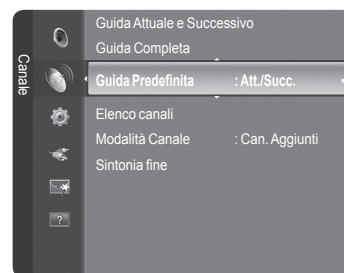 Canale
Guida Attuale e Successivo
Guida Completa
Guida Predefinita : Att./Succ.
Elenco canali
Modalità Canale : Can. Aggiunti
Sintonia fine
?